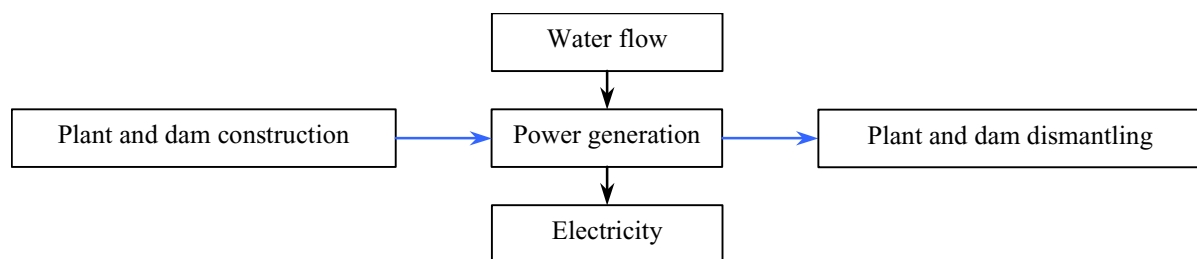 Water flow
Plant and dam construction
Power generation
Plant and dam dismantling
Electricity